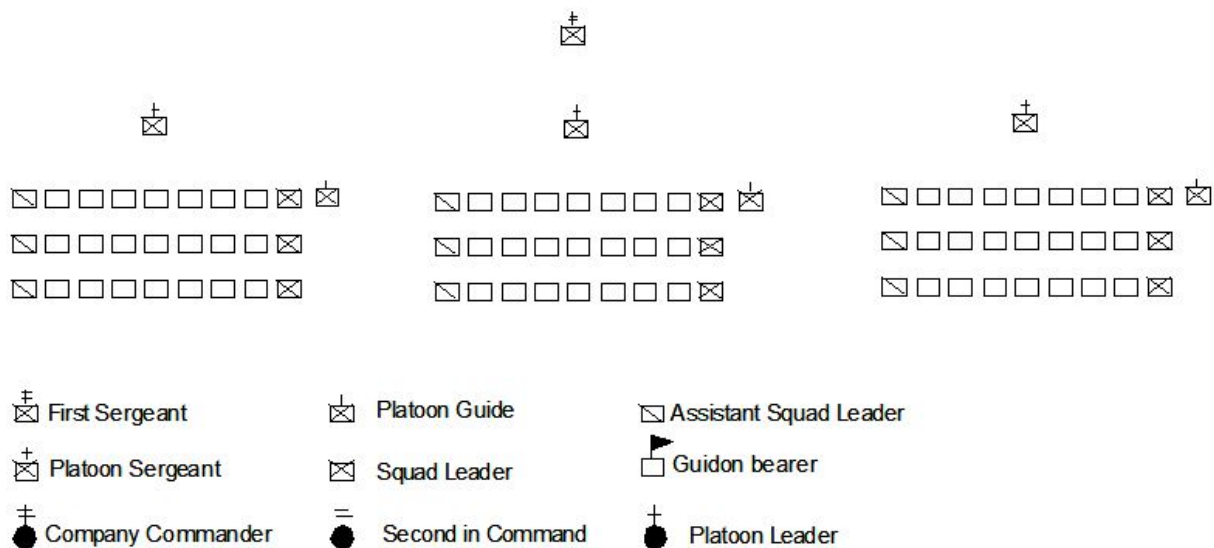 First Sergeant
Platoon Guide
Assistant Squad Leader
Platoon Sergeant
Squad Leader
Guidon bearer
Company Commander
Second in Command
Platoon Leader